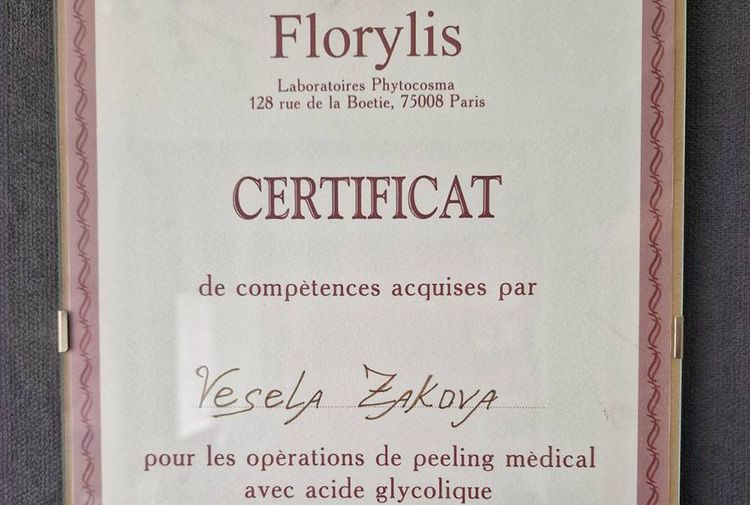 Florylis
Laboratoires Phytocosma
128 rue de la Boetie, 75008 Paris
CERTIFICAT
de compètences acquises par
Vesela Zakova
pour les opèrations de peeling mèdical
avec acide glycolique